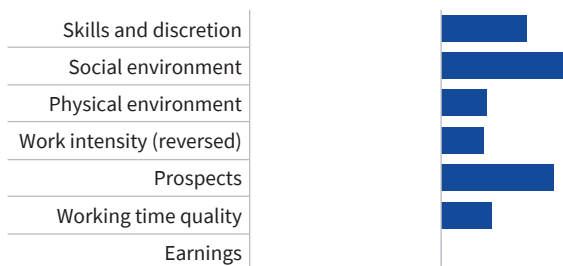 Skills and discretion
Social environment
Physical environment
Work intensity (reversed)
Prospects
Working time quality
Earnings